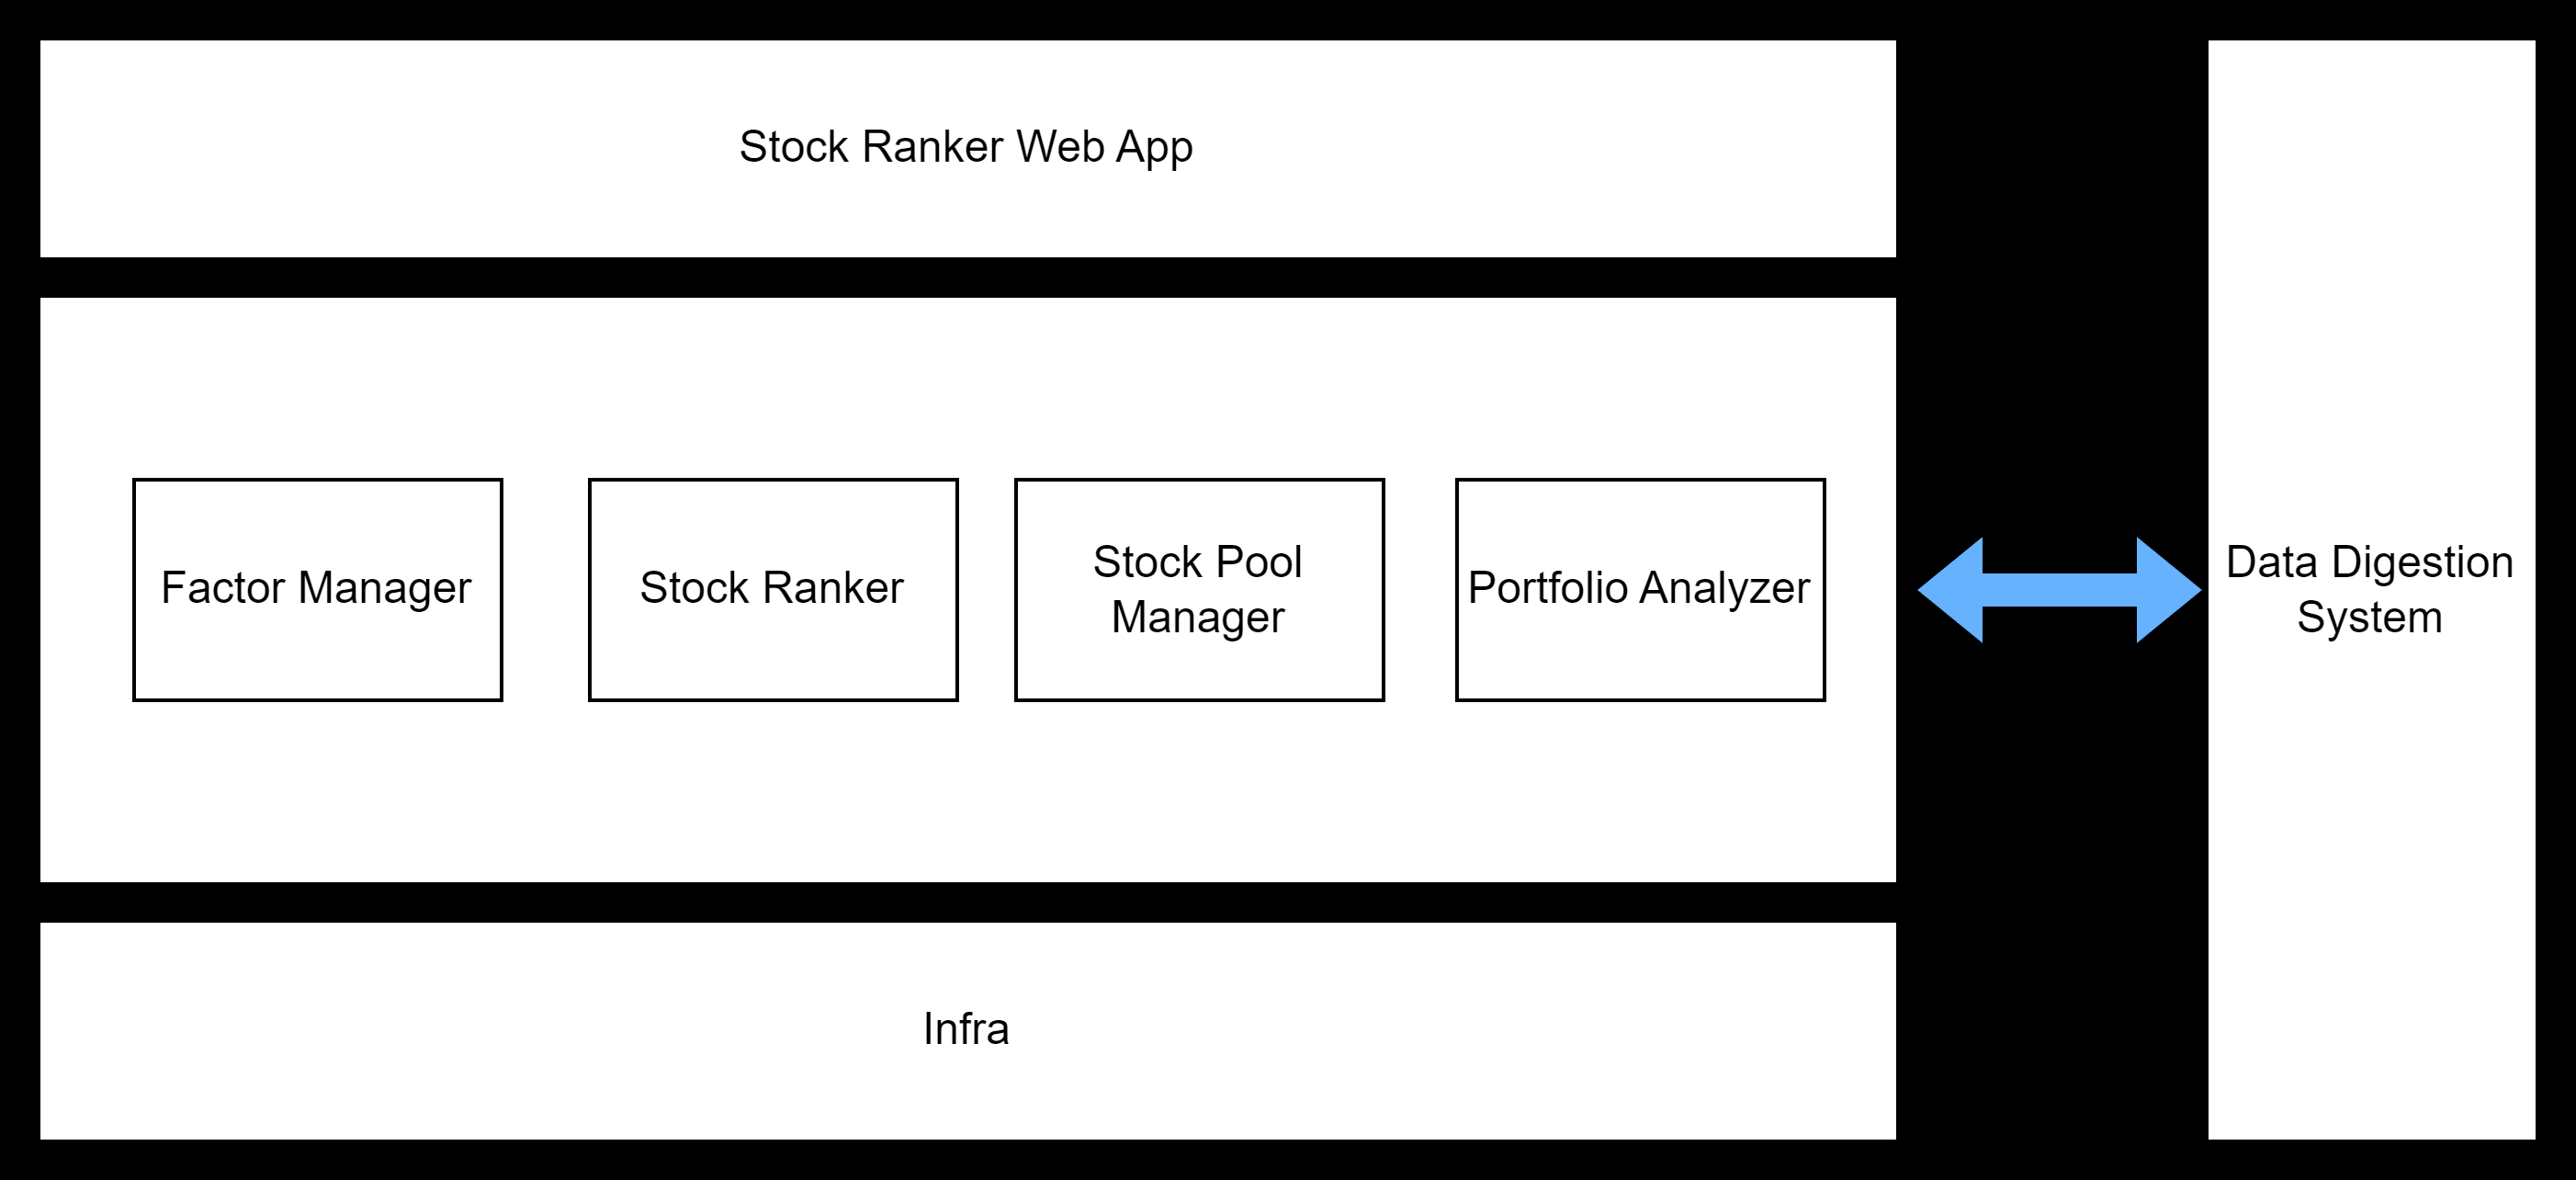 Stock Ranker Web App
Factor Manager
Stock Ranker
Stock Pool
Manager
Portfolio Analyzer
Data Digestion
System
Infra